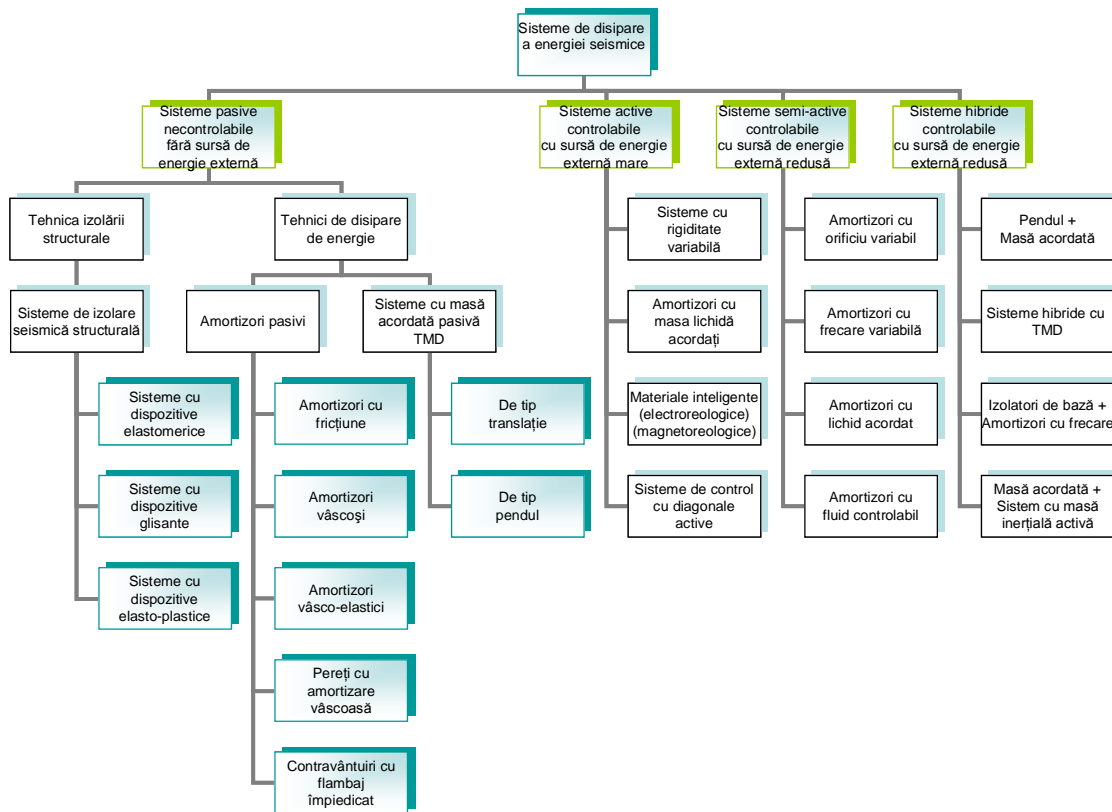 Sisteme de disipare
a energiei seismice
Sisteme pasive
necontrolabile
fără sursă de
energie externă
Sisteme active
controlabile
cu sursă de energie
externă mare
Sisteme semi-active
controlabile
cu sursă de energie
externă redusă
Sisteme hibride
controlabile
cu sursă de energie
externă redusă
Tehnica izolării
structurale
Tehnici de disipare
de energie
Sisteme de izolare
seismică structurală
Amortizori pasivi
Sisteme cu masă
acordată pasivă
TMD
Sisteme cu
dispozitive
elastomerice
Sisteme cu
dispozitive
glisante
Sisteme cu
dispozitive
elasto-plastice
Amortizori cu
fricțiune
Amortizori
vâscoşi
Amortizori
vâsco-elastici
Pereți cu
amortizare
vâscoasă
Contravântuiri cu
flambaj
împiedicat
De tip
translație
De tip
pendul
Sisteme cu
rigiditate
variabilă
Amortizori cu
masa lichidă
acordați
Materiale inteligente
(electroreologice)
(magnetoreologice)
Sisteme de control
cu diagonale
active
Amortizori cu
orificiu variabil
Amortizori cu
frecare variabilă
Amortizori cu
lichid acordat
Amortizori cu
fluid controlabil
Pendul +
Masă acordată
Sisteme hibride cu
TMD
Izolatori de bază +
Amortizori cu frecare
Masă acordată +
Sistem cu masă
inerțială activă